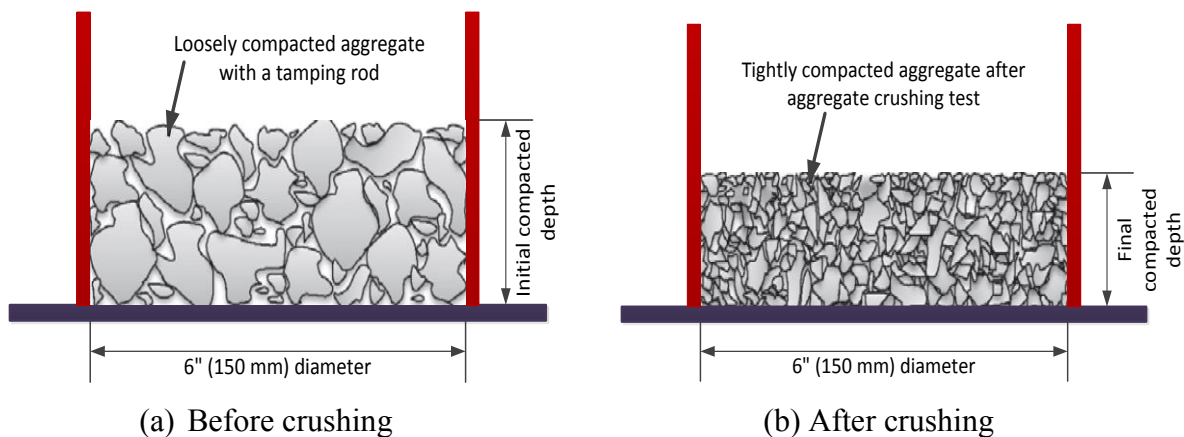 Loosely compacted aggregate
with a tamping rod
Initial compacted
depth
6" (150 mm) diameter
(a) Before crushing
Tightly compacted aggregate after
aggregate crushing test
Final
compacted
depth
6" (150 mm) diameter
(b) After crushing